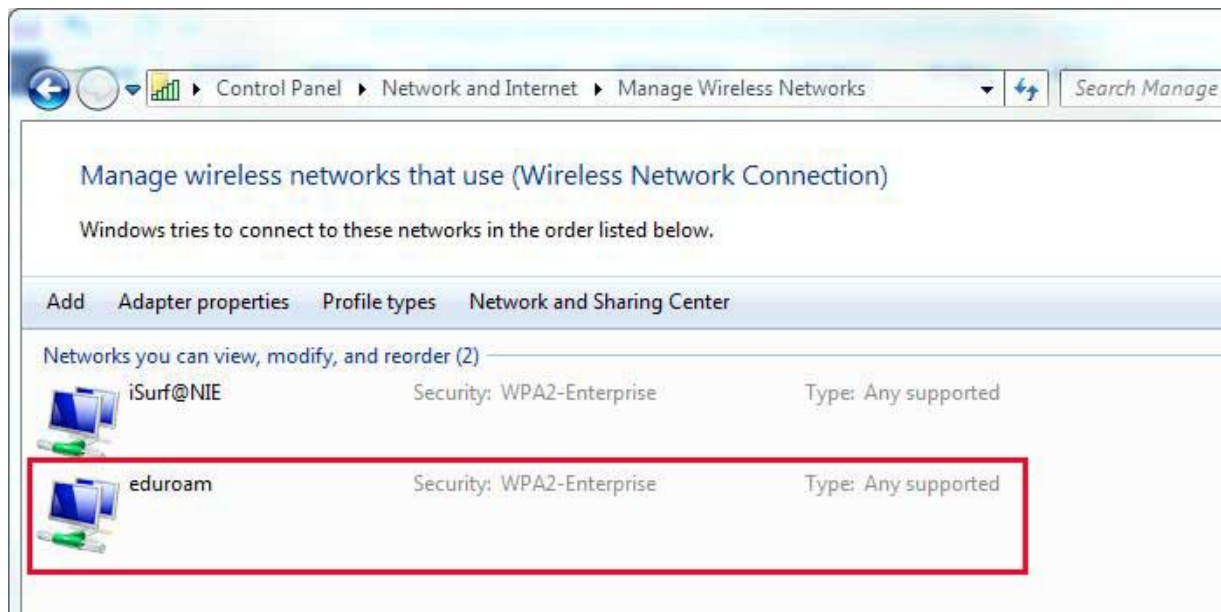 Control Panel Network and Internet Manage Wireless Networks Search Manage
Manage wireless networks that use (Wireless Network Connection)
Windows tries to connect to these networks in the order listed below.
Add Adapter properties Profile types Network and Sharing Center
Networks you can view, modify, and reorder (2)
iSurf@NIE Security: WPA2-Enterprise Type: Any supported
eduroam Security: WPA2-Enterprise Type: Any supported